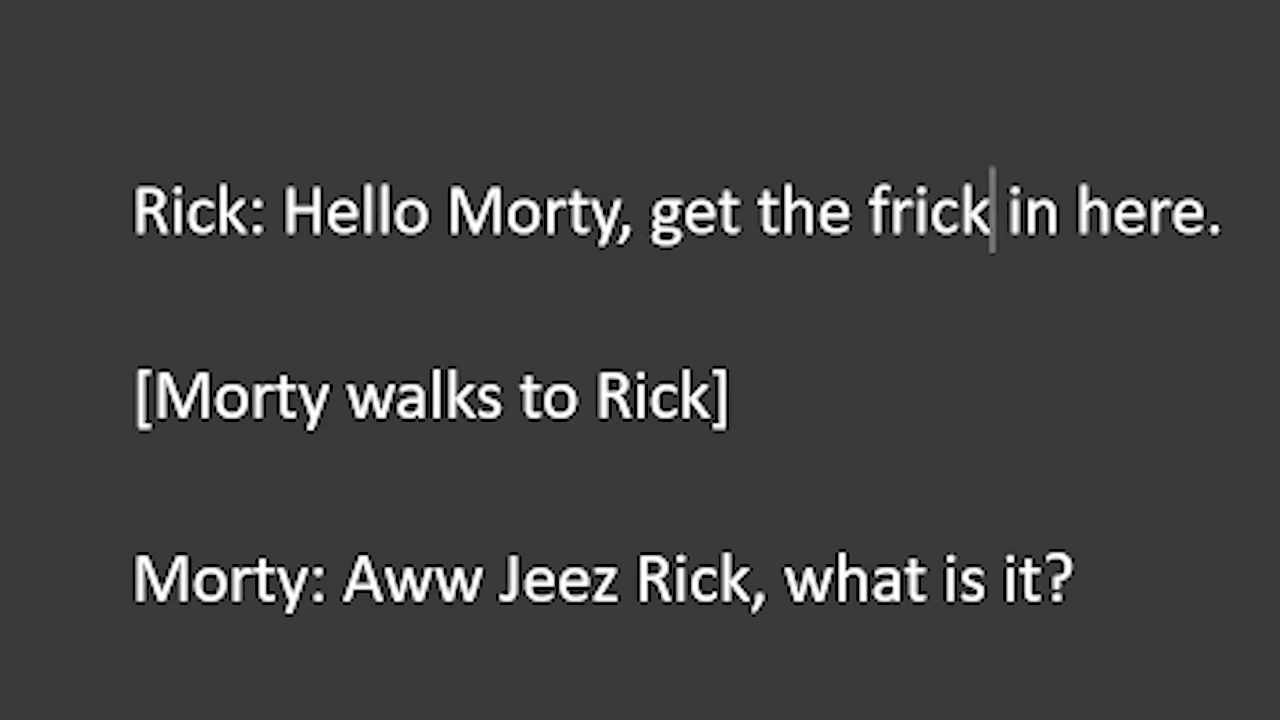 Rick: Hello Morty, get the frick in here.
[Morty walks to Rick]
Morty: Aww Jeez Rick, what is it?